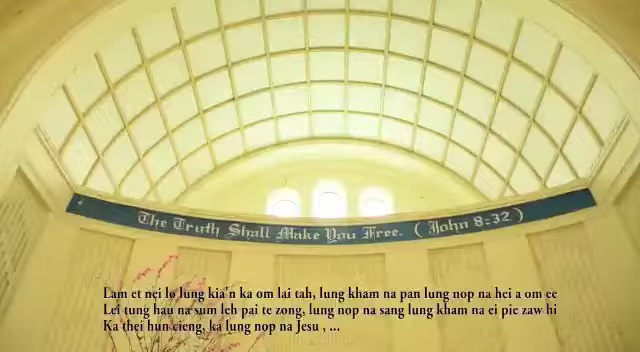 The Truth Shall Make You Free. ( John 8:32 )
Lam et nei lo lung kia'n ka om lai tah, lung kham na pan lung nop na hei a om ee
Lei tung hau na sum leh pai te zong, lung nop na sang lung kham na ei pie zaw hi
Ka thei hun cieng, ka lung nop na Jesu , ...